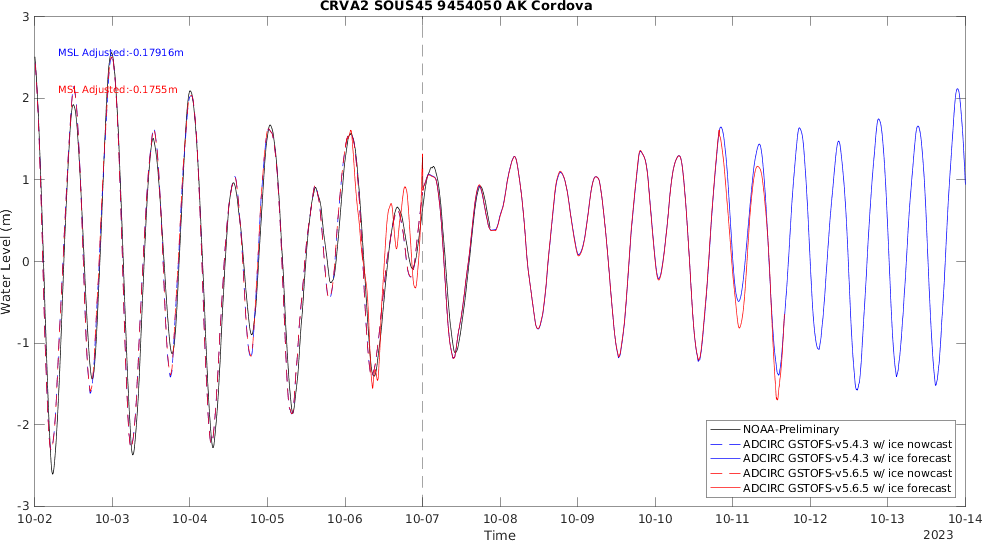 CRVA2 SOUS45 9454050 AK Cordova
3
MSL Adjusted:-0.17916m
MSL Adjusted:-0.1755m
2
1
0
-1
-2
-3
Water Level (m)
NOAA-Preliminary
ADCIRC GSTOFS-v5.4.3 w/ ice nowcast
ADCIRC GSTOFS-v5.4.3 w/ ice forecast
ADCIRC GSTOFS-v5.6.5 w/ ice nowcast
ADCIRC GSTOFS-v5.6.5 w/ ice forecast
10-02 10-03 10-04 10-05 10-06 10-07 10-08 10-09 10-10 10-11 10-12 10-13 10-14
Time
2023